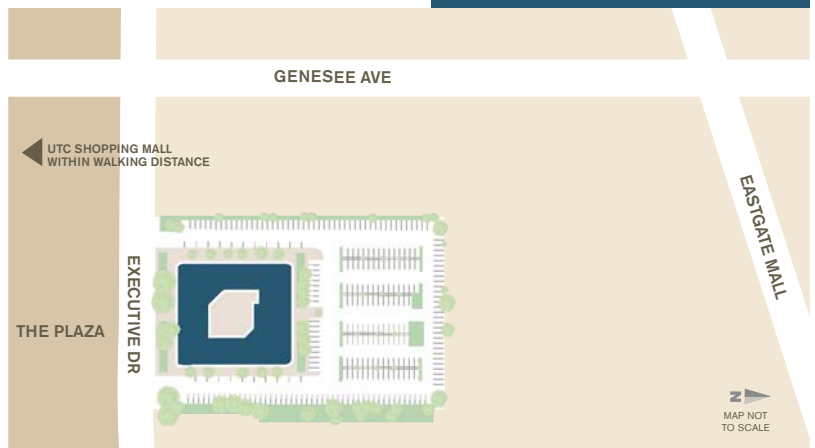 GENESEE AVE
UTC SHOPPING MALL
WITHIN WALKING DISTANCE
EASTGATE MALL
EXECUTIVE DR
THE PLAZA
N
MAP NOT
TO SCALE